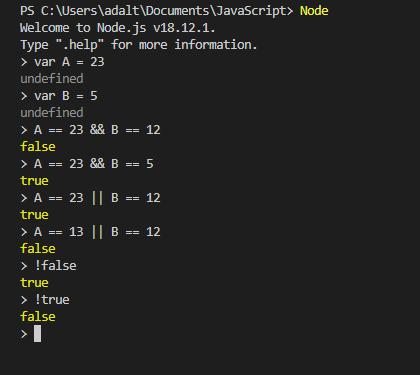 PS C:\Users\adalt\Documents\JavaScript> Node
Welcome to Node.js v18.12.1.
Type ".help" for more information.
> var A = 23
undefined
> var B = 5
undefined
> A == 23 && B == 12
false
> A == 23 && B == 5
true
> A == 23 || B == 12
true
> A == 13 || B == 12
false
> !false
true
> !true
false
>